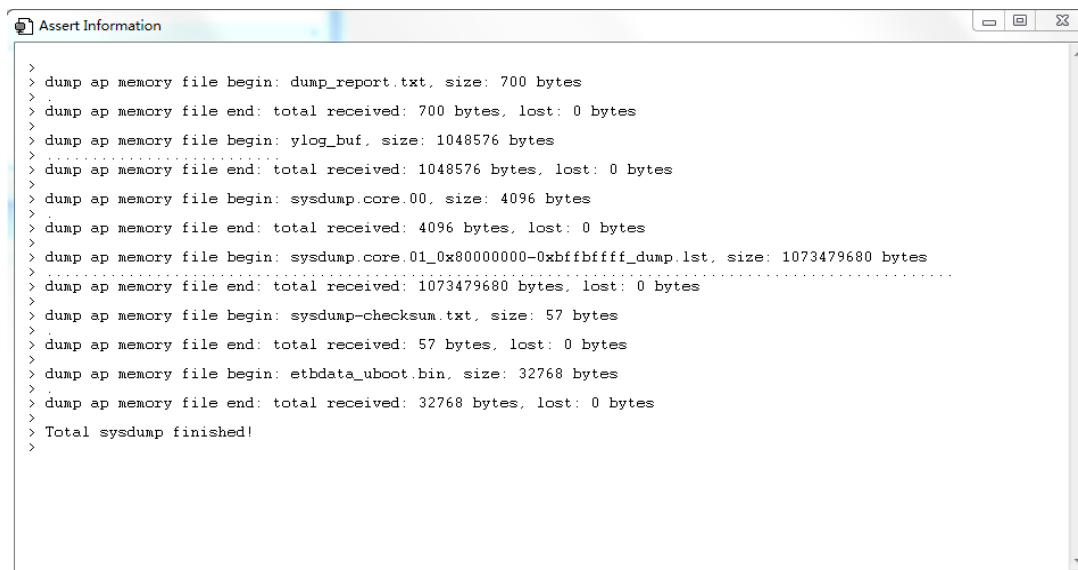 Assert Information
>
> dump ap memory file begin: dump_report.txt, size: 700 bytes
> .
> dump ap memory file end: total received: 700 bytes, lost: 0 bytes
>
> dump ap memory file begin: ylog_buf, size: 1048576 bytes
> ..........................
> dump ap memory file end: total received: 1048576 bytes, lost: 0 bytes
>
> dump ap memory file begin: sysdump.core.00, size: 4096 bytes
> .
> dump ap memory file end: total received: 4096 bytes, lost: 0 bytes
>
> dump ap memory file begin: sysdump.core.01_0x80000000-0xbffbffff_dump.lst, size: 1073479680 bytes
> ....................................................................................................
> dump ap memory file end: total received: 1073479680 bytes, lost: 0 bytes
>
> dump ap memory file begin: sysdump-checksum.txt, size: 57 bytes
> .
> dump ap memory file end: total received: 57 bytes, lost: 0 bytes
>
> dump ap memory file begin: etbdata_uboot.bin, size: 32768 bytes
> .
> dump ap memory file end: total received: 32768 bytes, lost: 0 bytes
>
> Total sysdump finished!
>